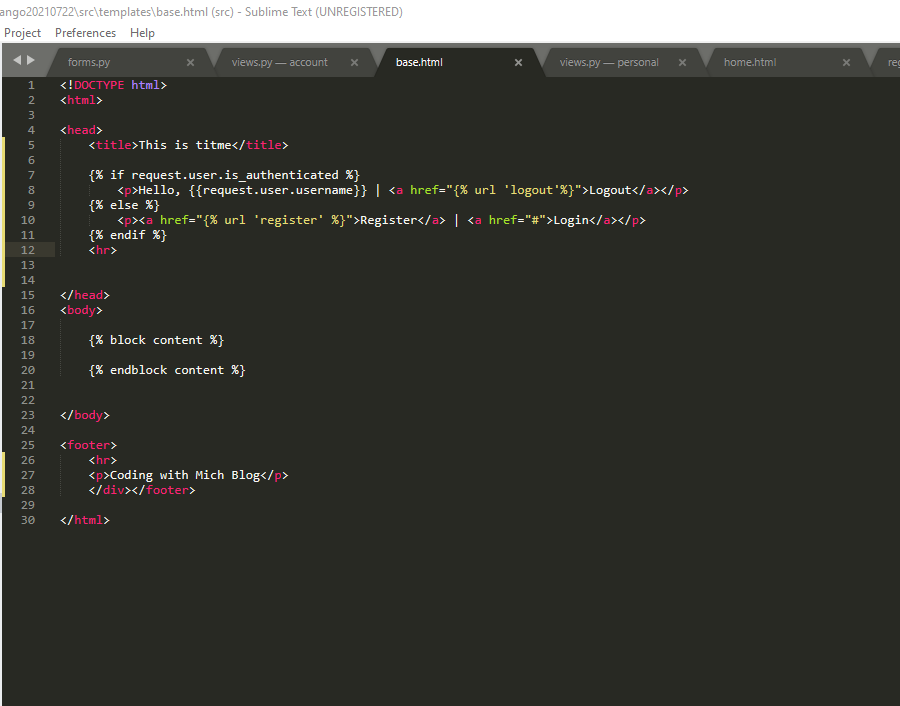 ango20210722\src\templates\base.html (src) - Sublime Text (UNREGISTERED)
Project Preferences Help
forms.py × views.py — account × base.html × views.py — personal × home.html × reg
1 <!DOCTYPE html>
2 <html>
3
4 <head>
5 <title>This is titme</title>
6
7 {% if request.user.is_authenticated %}
8 <p>Hello, {{request.user.username}} | <a href="{% url 'logout'%}">Logout</a></p>
9 {% else %}
10 <p><a href="{% url 'register' %}">Register</a> | <a href="#">Login</a></p>
11 {% endif %}
12 <hr>
13
14
15 </head>
16 <body>
17
18 {% block content %}
19
20 {% endblock content %}
21
22
23 </body>
24
25 <footer>
26 <hr>
27 <p>Coding with Mich Blog</p>
28 </div></footer>
29
30 </html>